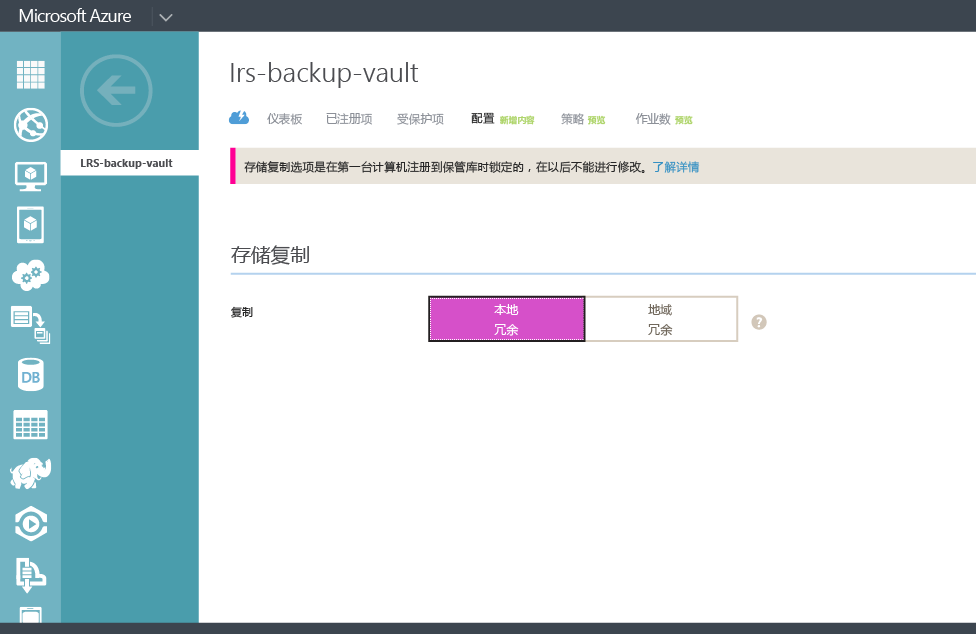 Microsoft Azure
LRS-backup-vault
lrs-backup-vault
仪表板 已注册项 受保护项 配置 新增内容 策略 预览 作业数 预览
存储复制选项是在第一台计算机注册到保管库时锁定的，在以后不能进行修改。了解详情
存储复制
复制
本地
冗余
地域
冗余
?
DB